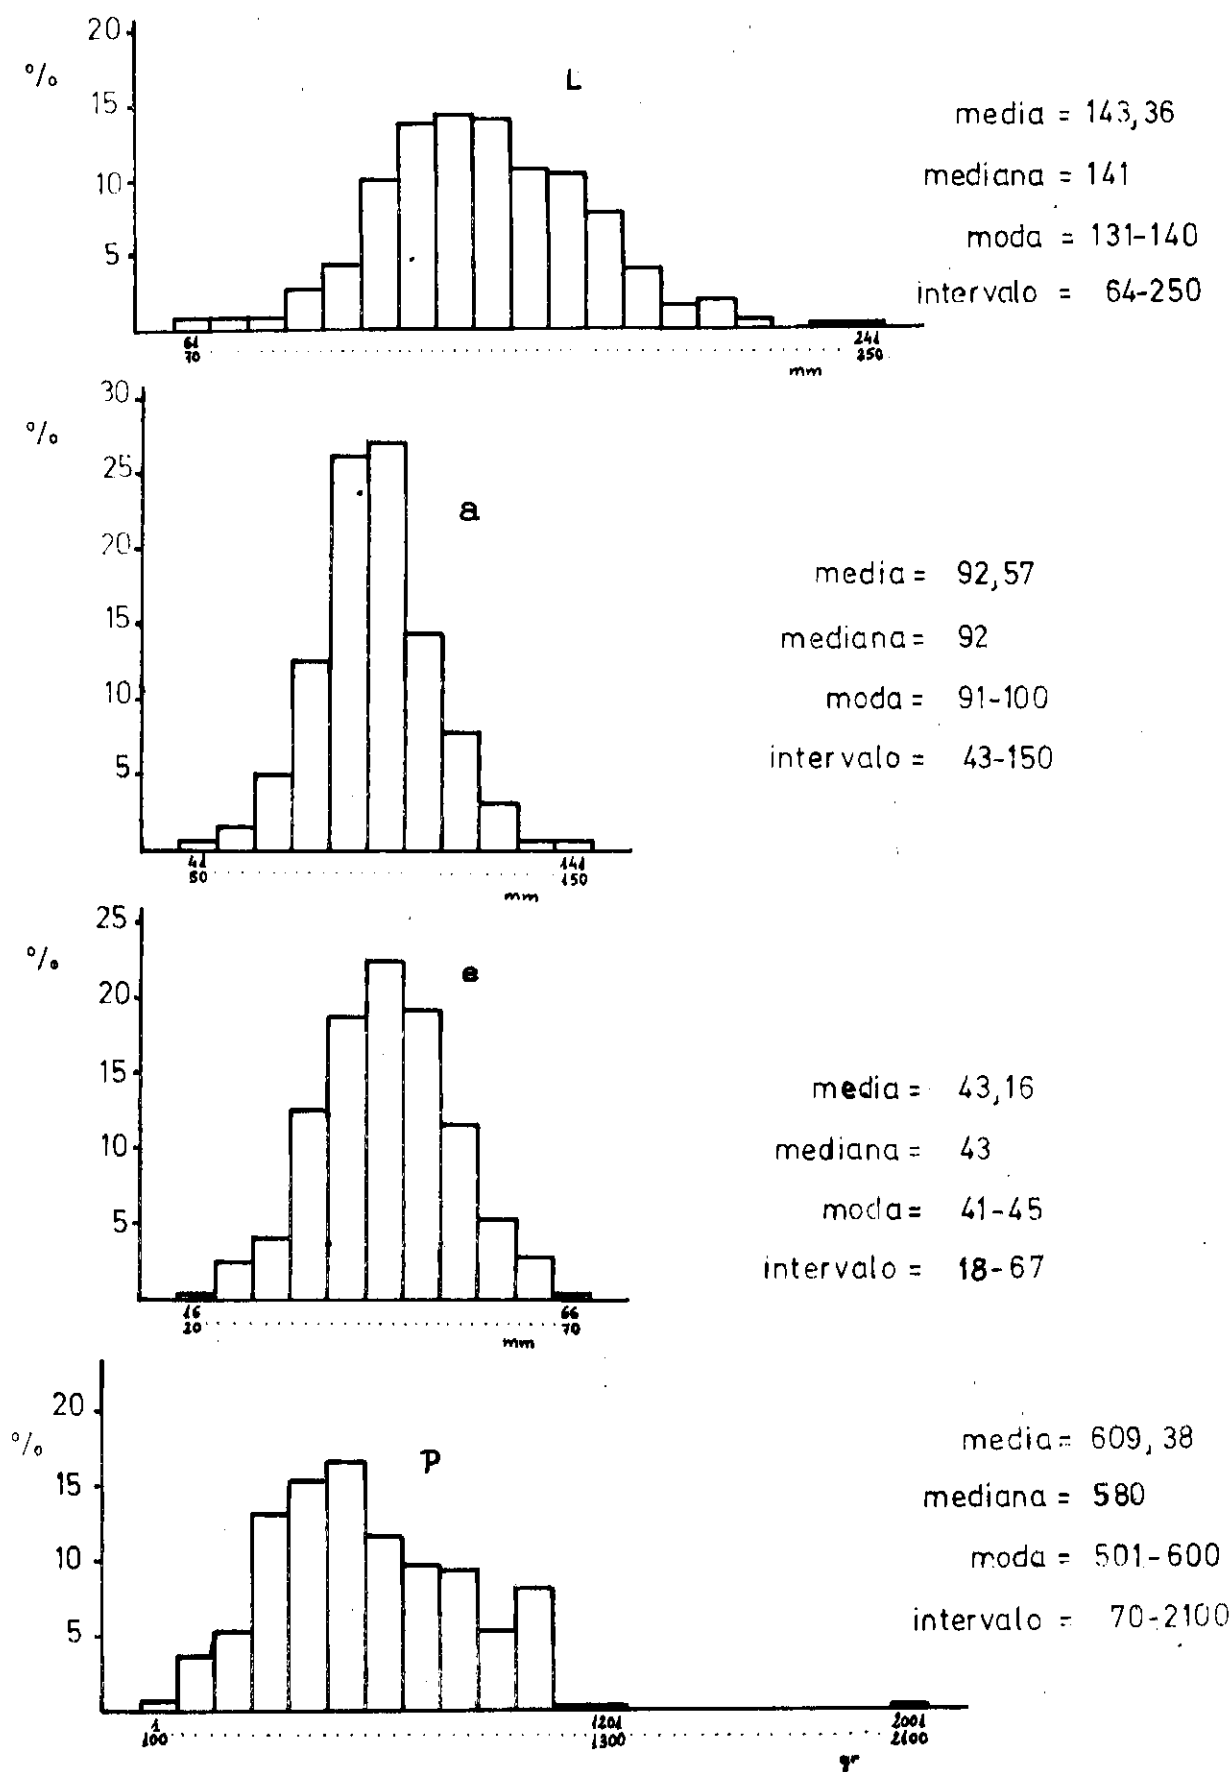 20
%
L
15
10
5
61
70
241
250
mm
media = 143,36
mediana = 141
moda = 131-140
intervalo = 64-250
30
%
25
a
20
15
10
5
41
50
141
150
mm
media = 92,57
mediana = 92
moda = 91-100
intervalo = 43-150
25
%
e
20
15
10
5
16
20
66
70
mm
media = 43,16
mediana = 43
moda = 41-45
intervalo = 18-67
20
%
P
15
10
5
1
100
1201
1300
2001
2100
gr
media = 609,38
mediana = 580
moda = 501-600
intervalo = 70-2100